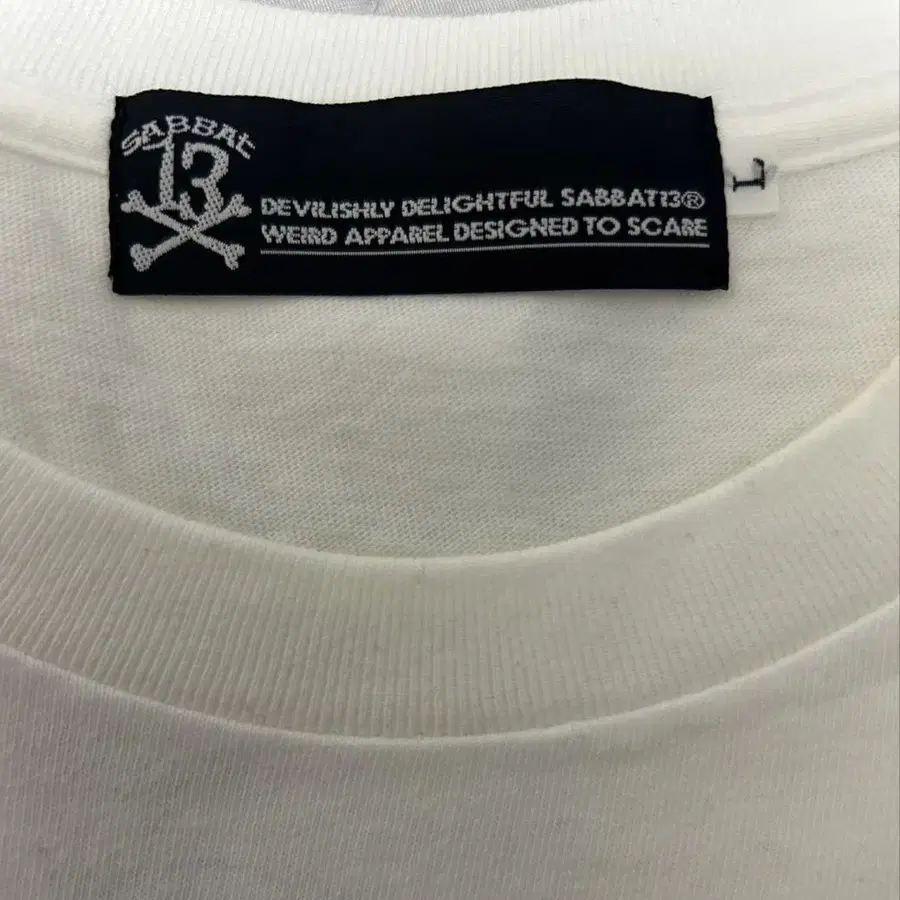 SABBAT
13
DEVILISHLY DELIGHTFUL SABBAT13®
WEIRD APPAREL DESIGNED TO SCARE
L